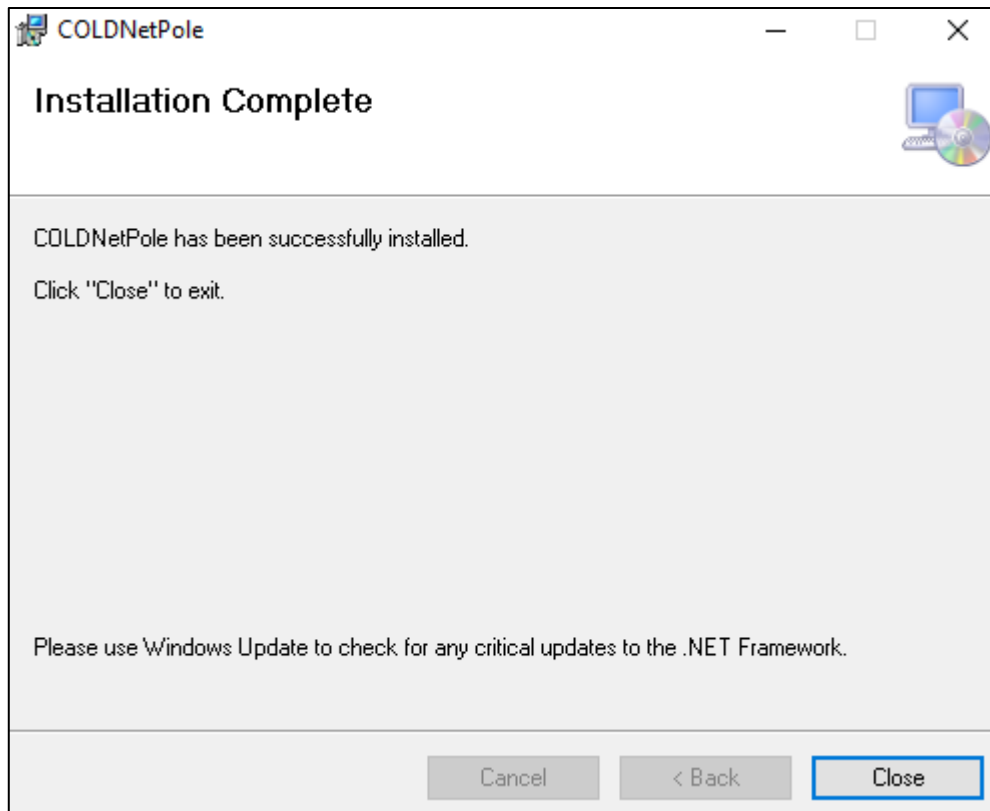 COLDNetPole
Installation Complete
COLDNetPole has been successfully installed.
Click "Close" to exit.
Please use Windows Update to check for any critical updates to the .NET Framework.
Cancel
< Back
Close